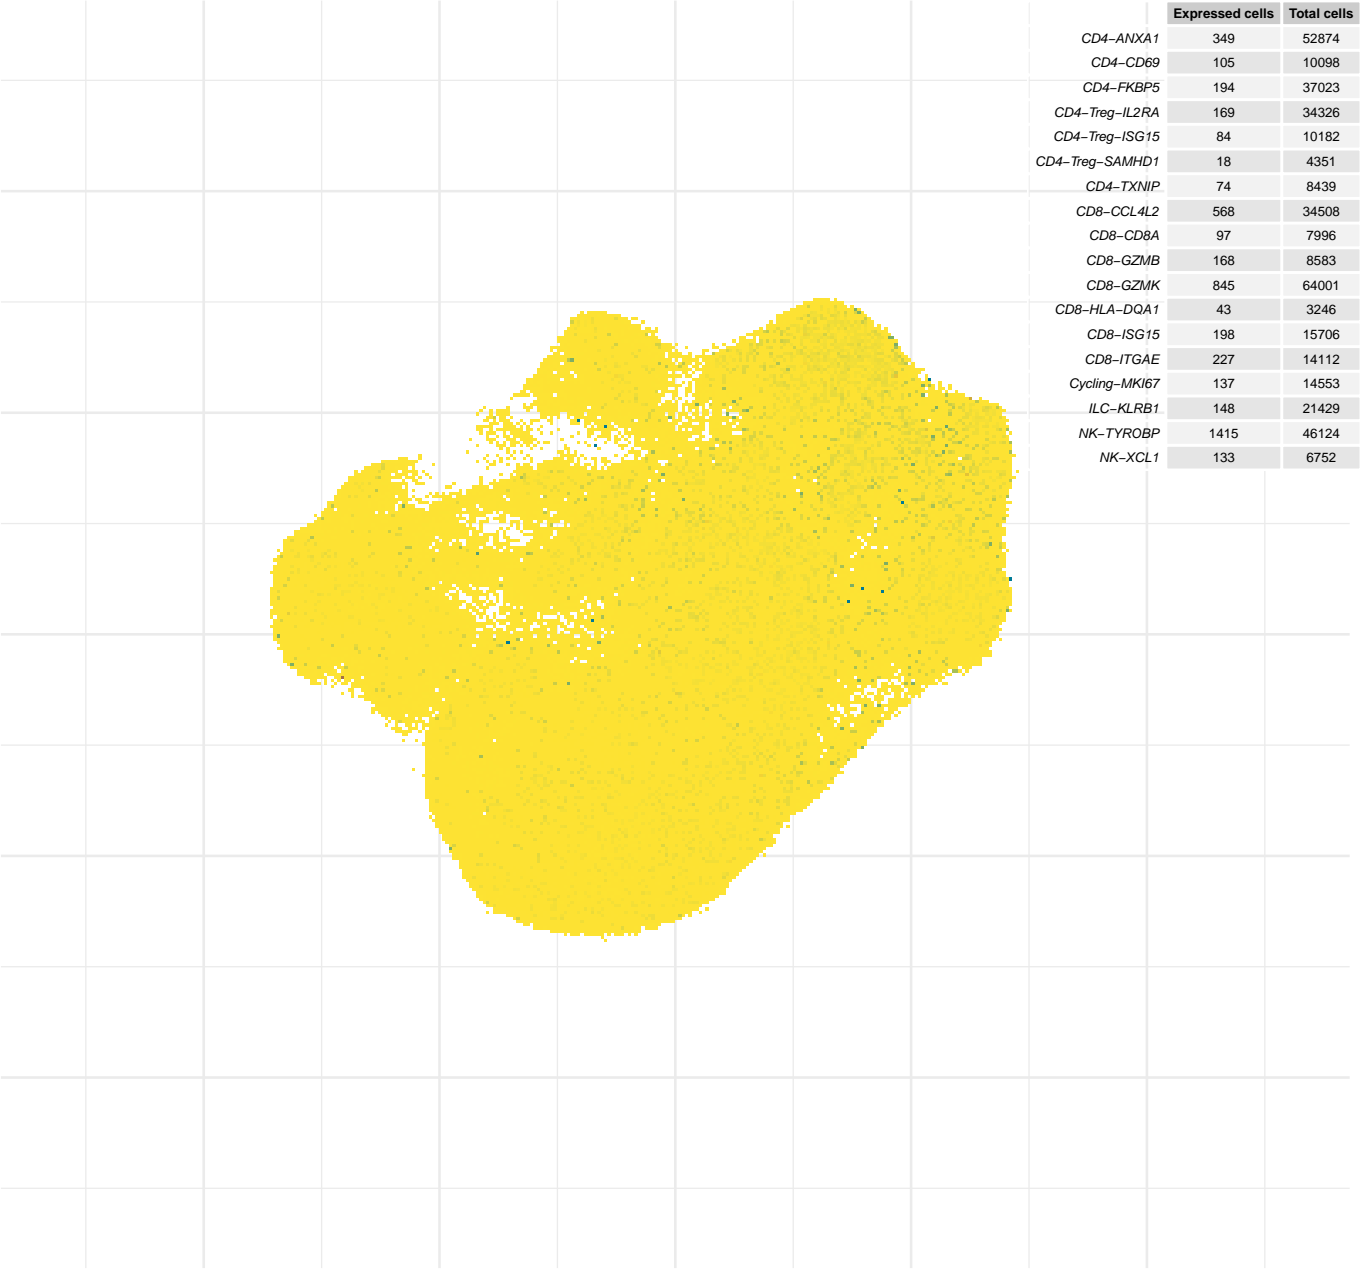 Expressed cells Total cells
CD4−ANXA1 349 52874
CD4−CD69 105 10098
CD4−FKBP5 194 37023
CD4−Treg−IL2RA 169 34326
CD4−Treg−ISG15 84 10182
CD4−Treg−SAMHD1 18 4351
CD4−TXNIP 74 8439
CD8−CCL4L2 568 34508
CD8−CD8A 97 7996
CD8−GZMB 168 8583
CD8−GZMK 845 64001
CD8−HLA−DQA1 43 3246
CD8−ISG15 198 15706
CD8−ITGAE 227 14112
Cycling−MKI67 137 14553
ILC−KLRB1 148 21429
NK−TYROBP 1415 46124
NK−XCL1 133 6752